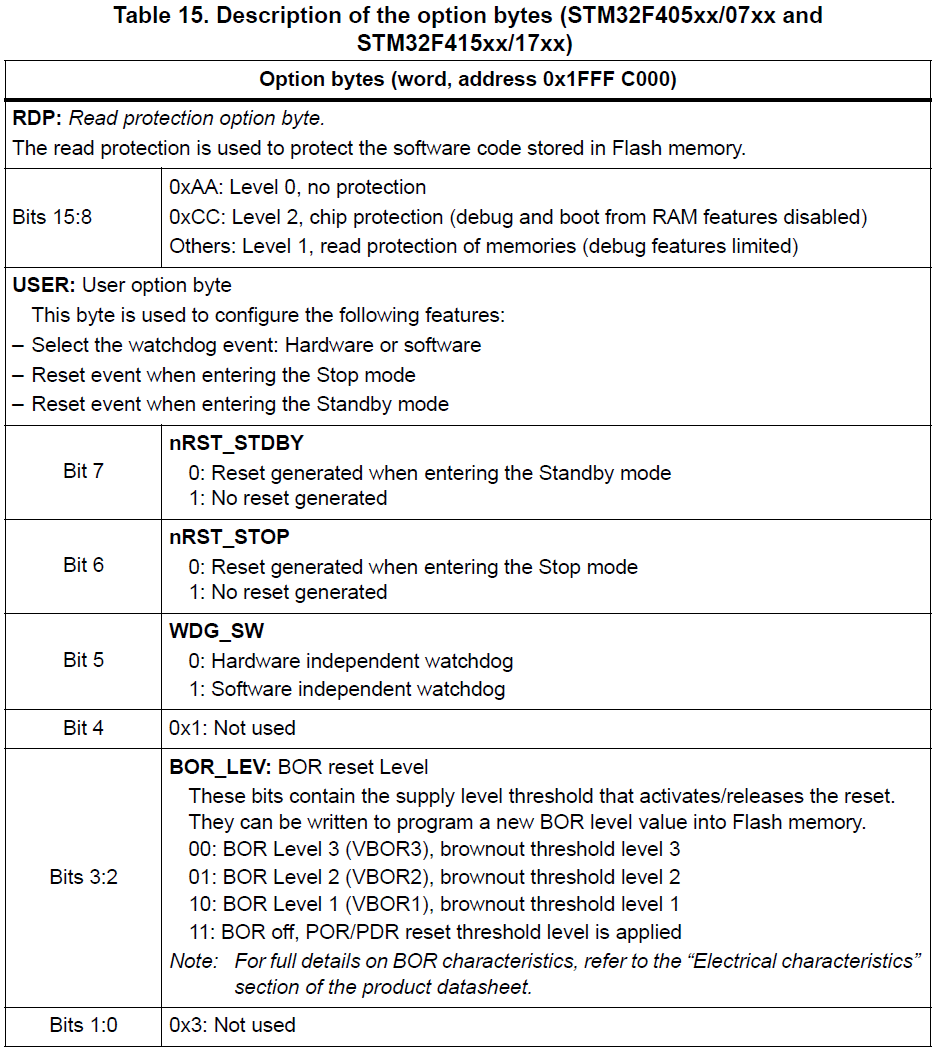 Table 15. Description of the option bytes (STM32F405xx/07xx and
STM32F415xx/17xx)
Option bytes (word, address 0x1FFF C000)
RDP: Read protection option byte.
The read protection is used to protect the software code stored in Flash memory.
Bits 15:8
0xAA: Level 0, no protection
0xCC: Level 2, chip protection (debug and boot from RAM features disabled)
Others: Level 1, read protection of memories (debug features limited)
USER: User option byte
This byte is used to configure the following features:
– Select the watchdog event: Hardware or software
– Reset event when entering the Stop mode
– Reset event when entering the Standby mode
Bit 7
nRST_STDBY
0: Reset generated when entering the Standby mode
1: No reset generated
Bit 6
nRST_STOP
0: Reset generated when entering the Stop mode
1: No reset generated
Bit 5
WDG_SW
0: Hardware independent watchdog
1: Software independent watchdog
Bit 4
0x1: Not used
Bits 3:2
BOR_LEV: BOR reset Level
These bits contain the supply level threshold that activates/releases the reset.
They can be written to program a new BOR level value into Flash memory.
00: BOR Level 3 (VBOR3), brownout threshold level 3
01: BOR Level 2 (VBOR2), brownout threshold level 2
10: BOR Level 1 (VBOR1), brownout threshold level 1
11: BOR off, POR/PDR reset threshold level is applied
Note: For full details on BOR characteristics, refer to the “Electrical characteristics”
section of the product datasheet.
Bits 1:0
0x3: Not used